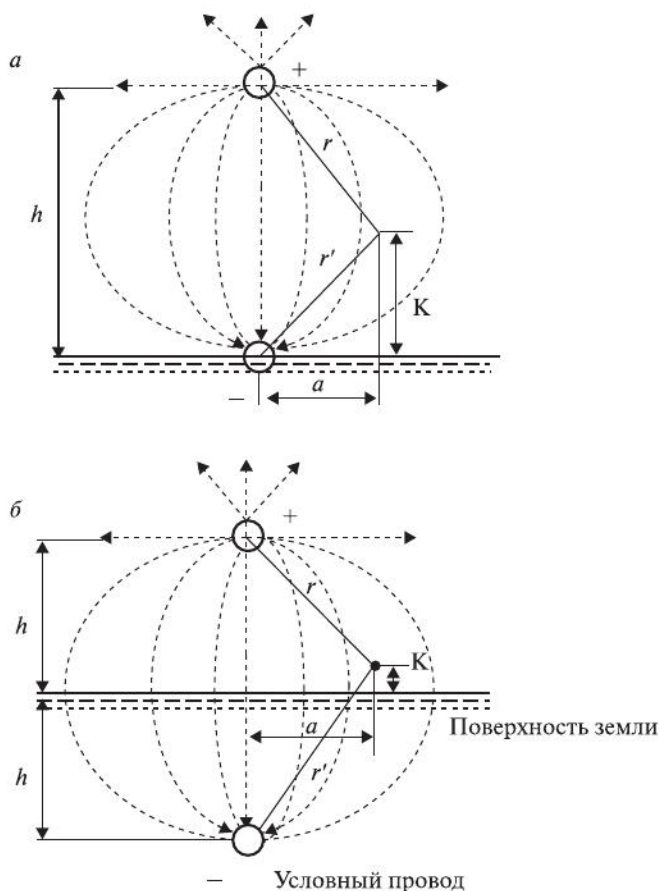 а
+
r
h
r'
К
−
a
б
+
r
h
К
a
Поверхность земли
h
r'
− Условный провод